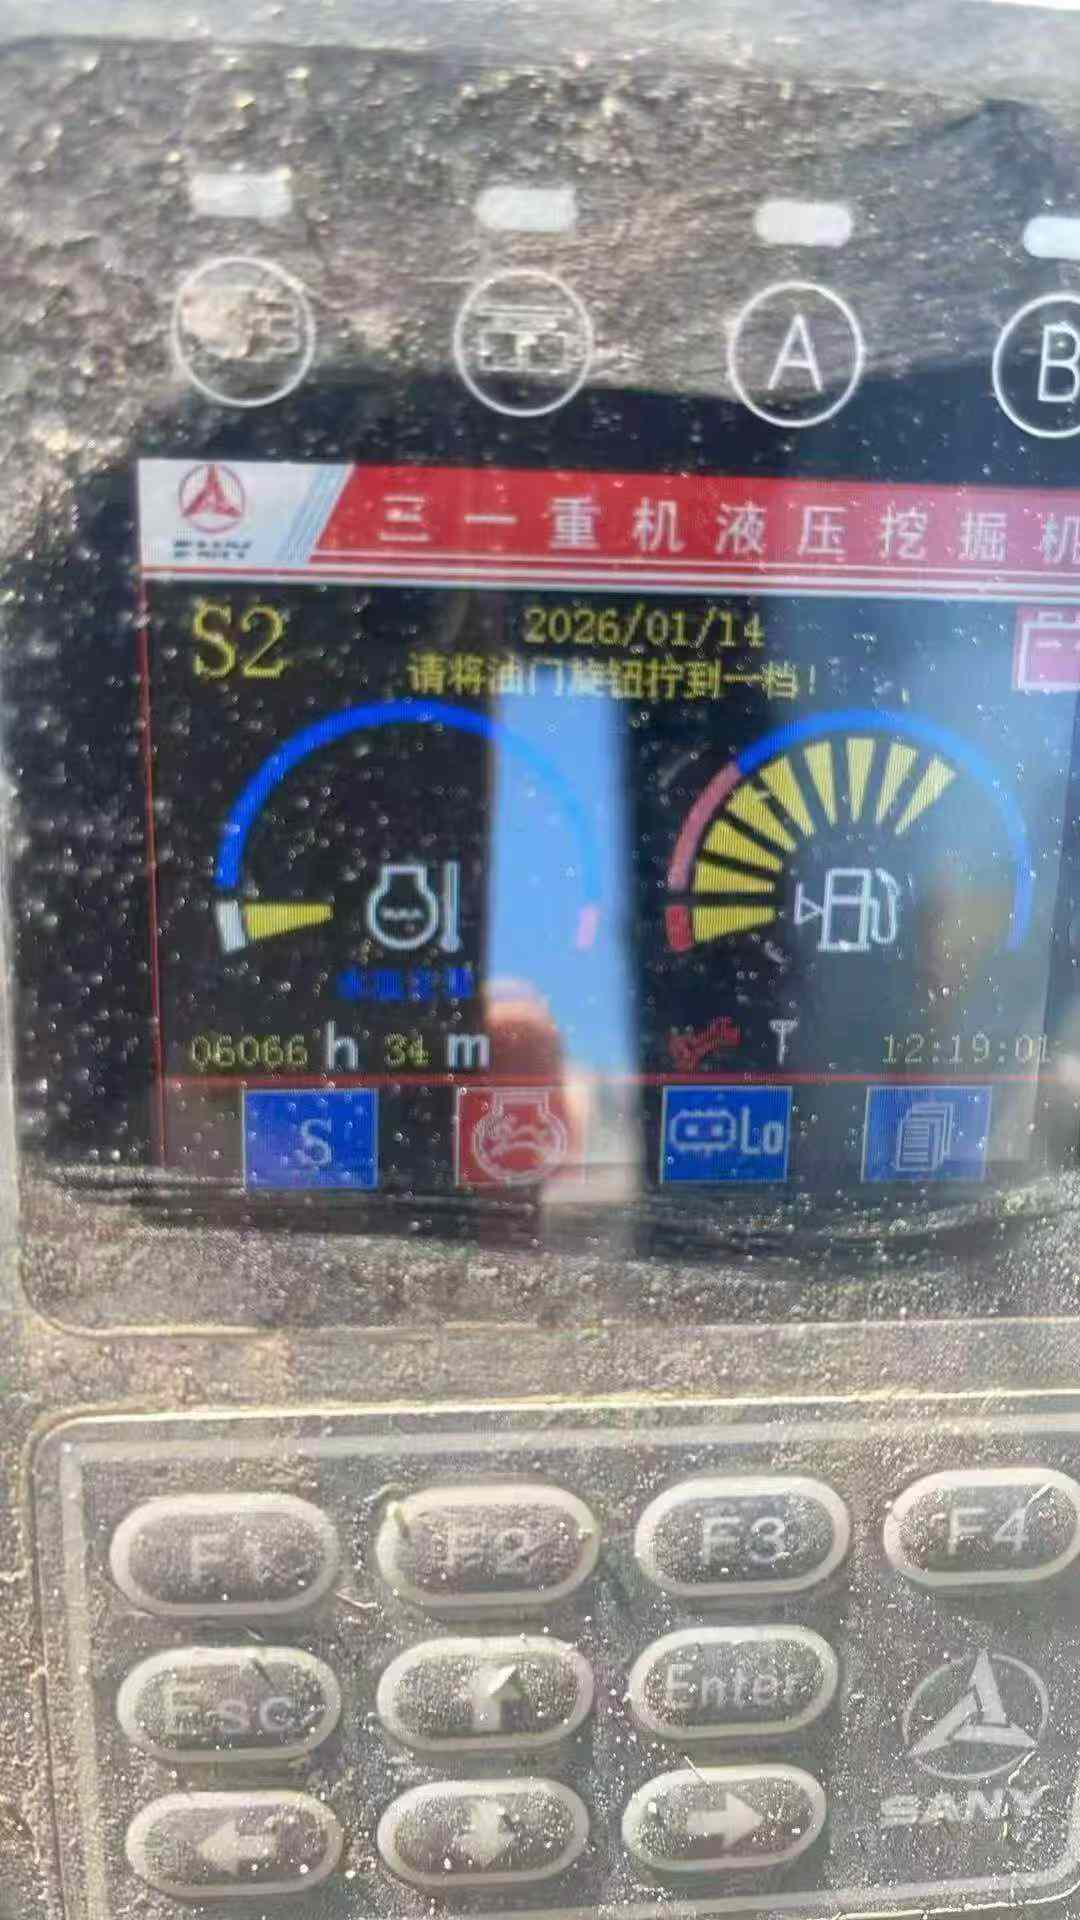 A
B
三一重机液压挖掘机
S2
2026/01/14
请将油门旋钮拧到一档！
06066 h 34 m
12:19:01
S
Lo
F1
F2
F3
F4
Esc
Enter
SANY